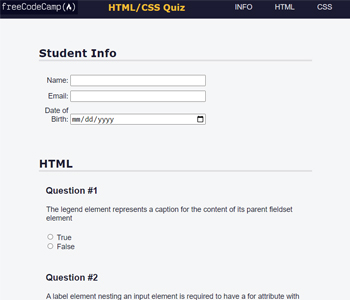 freeCodeCamp(🔥)
HTML/CSS Quiz
INFO HTML CSS
Student Info
Name:
Email:
Date of
Birth: mm/dd/yyyy
HTML
Question #1
The legend element represents a caption for the content of its parent fieldset
element
True
False
Question #2
A label element nesting an input element is required to have a for attribute with